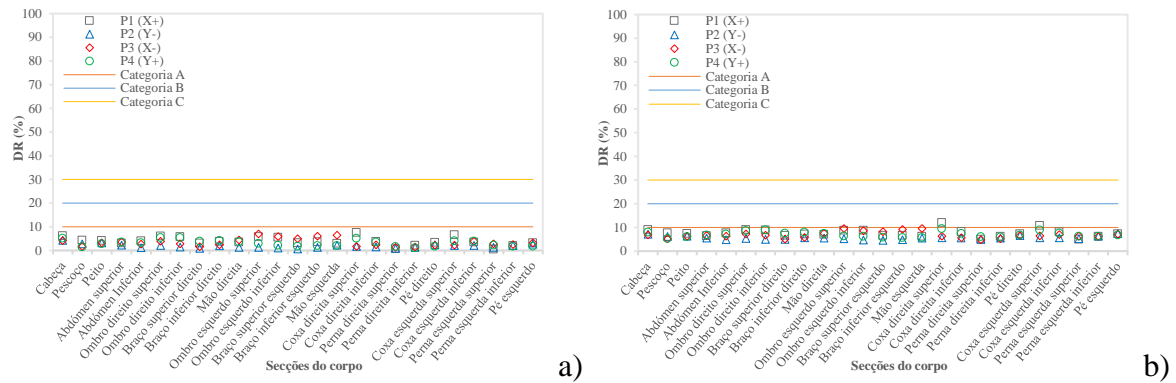 100
90
80
70
60
50
40
30
20
10
0
DR (%)
P1 (X+)
P2 (Y-)
P3 (X-)
P4 (Y+)
Categoria A
Categoria B
Categoria C
Cabeça
Pescoço
Peito
Abdómen superior
Abdómen Inferior
Ombro direito superior
Ombro direito inferior
Braço superior direito
Braço inferior direito
Mão direita
Ombro esquerdo superior
Ombro esquerdo inferior
Braço superior esquerdo
Braço inferior esquerdo
Mão esquerda
Coxa direita superior
Coxa direita inferior
Perna direita superior
Perna direita inferior
Pé direito
Coxa esquerda superior
Coxa esquerda inferior
Perna esquerda superior
Perna esquerda inferior
Pé esquerdo
Secções do corpo
a)
100
90
80
70
60
50
40
30
20
10
0
DR (%)
P1 (X+)
P2 (Y-)
P3 (X-)
P4 (Y+)
Categoria A
Categoria B
Categoria C
Cabeça
Pescoço
Peito
Abdómen superior
Abdómen Inferior
Ombro direito superior
Ombro direito inferior
Braço superior direito
Braço inferior direito
Mão direita
Ombro esquerdo superior
Ombro esquerdo inferior
Braço superior esquerdo
Braço inferior esquerdo
Mão esquerda
Coxa direita superior
Coxa direita inferior
Perna direita superior
Perna direita inferior
Pé direito
Coxa esquerda superior
Coxa esquerda inferior
Perna esquerda superior
Perna esquerda inferior
Pé esquerdo
Secções do corpo
b)